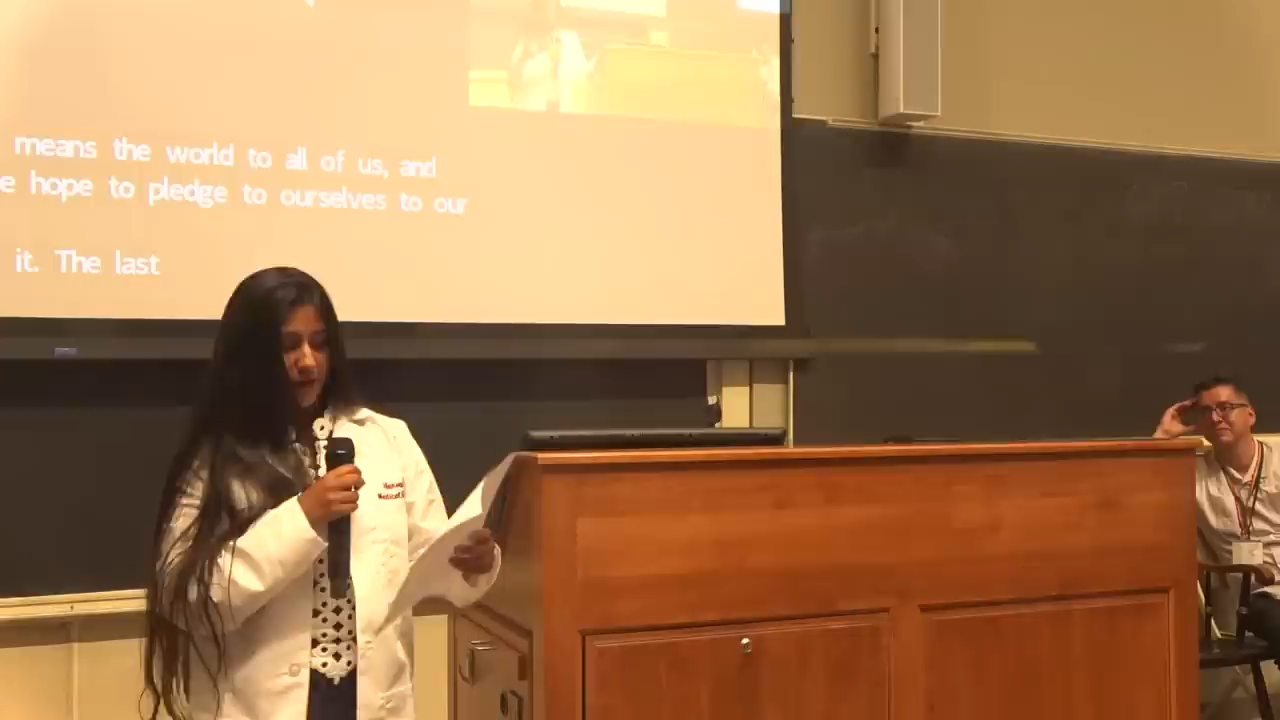 means the world to all of us, and
hope to pledge to ourselves to our
it. The last